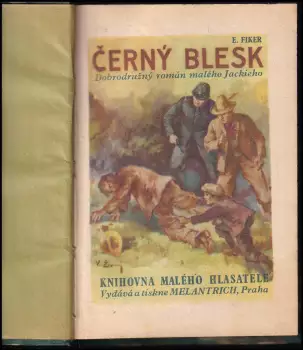 E. FIKER
ČERNÝ BLESK
Dobrodružný román malého Jackieho
V. Č.
KNIHOVNA MALÉHO HLASATELE
Vydává a tiskne MELANTRICH, Praha